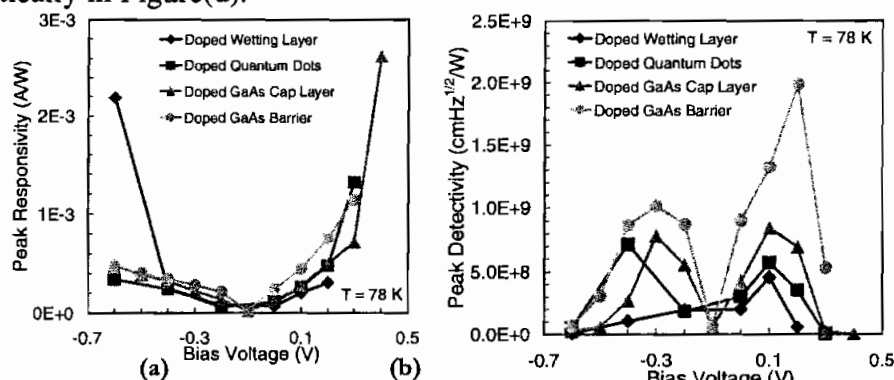 tically in Figure(d).
3E-3
2E-3
1E-3
0E+0
Peak Responsivity (A/W)
Doped Wetting Layer
Doped Quantum Dots
Doped GaAs Cap Layer
Doped GaAs Barrier
T = 78 K
-0.7 -0.3 0.1 0.5
Bias Voltage (V)
(a)
(b)
2.5E+9
2.0E+9
1.5E+9
1.0E+9
5.0E+8
0.0E+0
Peak Detectivity (cmHz1/2/W)
Doped Wetting Layer
Doped Quantum Dots
Doped GaAs Cap Layer
Doped GaAs Barrier
T = 78 K
-0.7 -0.3 0.1 0.5
Bias Voltage (V)